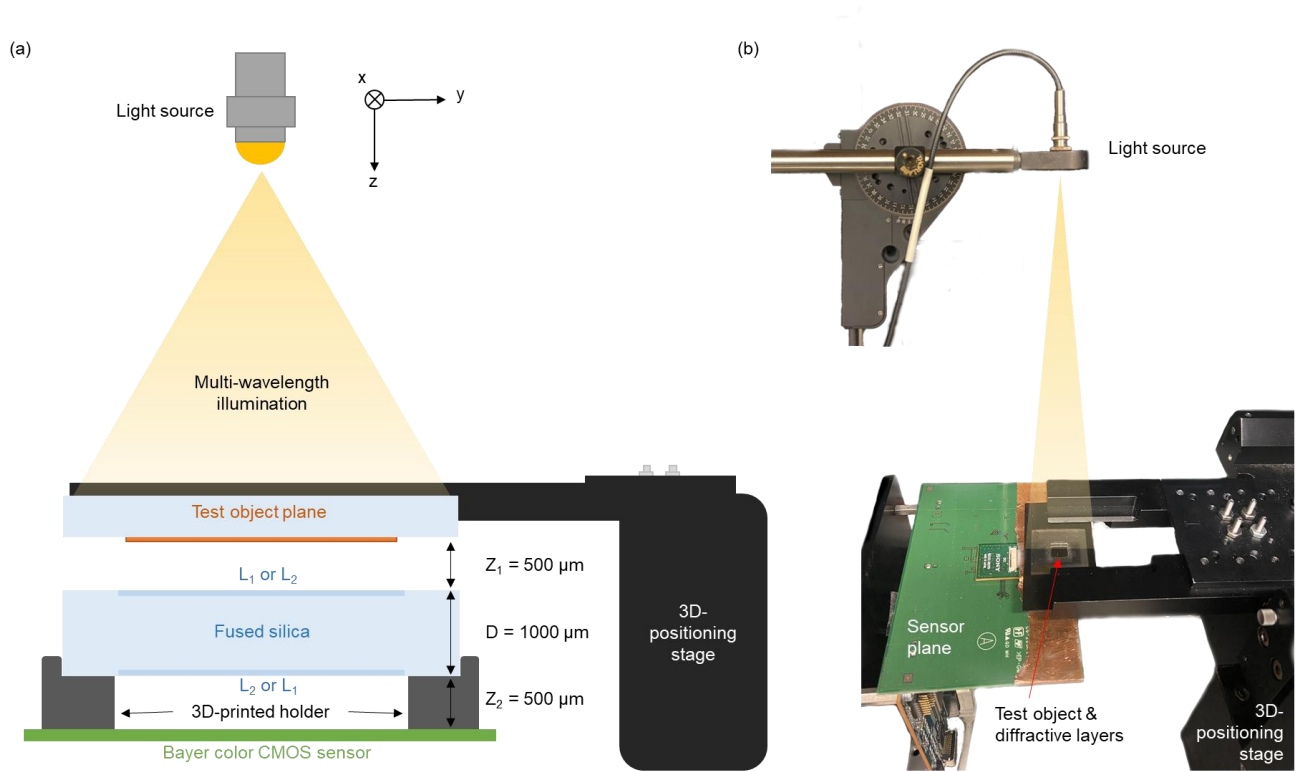 (a)
Light source
x
y
z
Multi-wavelength
illumination
Test object plane
L1 or L2
Z1 = 500 µm
Fused silica
D = 1000 µm
L2 or L1
Z2 = 500 µm
3D-printed holder
Bayer color CMOS sensor
3D-
positioning
stage
(b)
Light source
SONY
Sensor
plane
A
Test object &
diffractive layers
3D-
positioning
stage